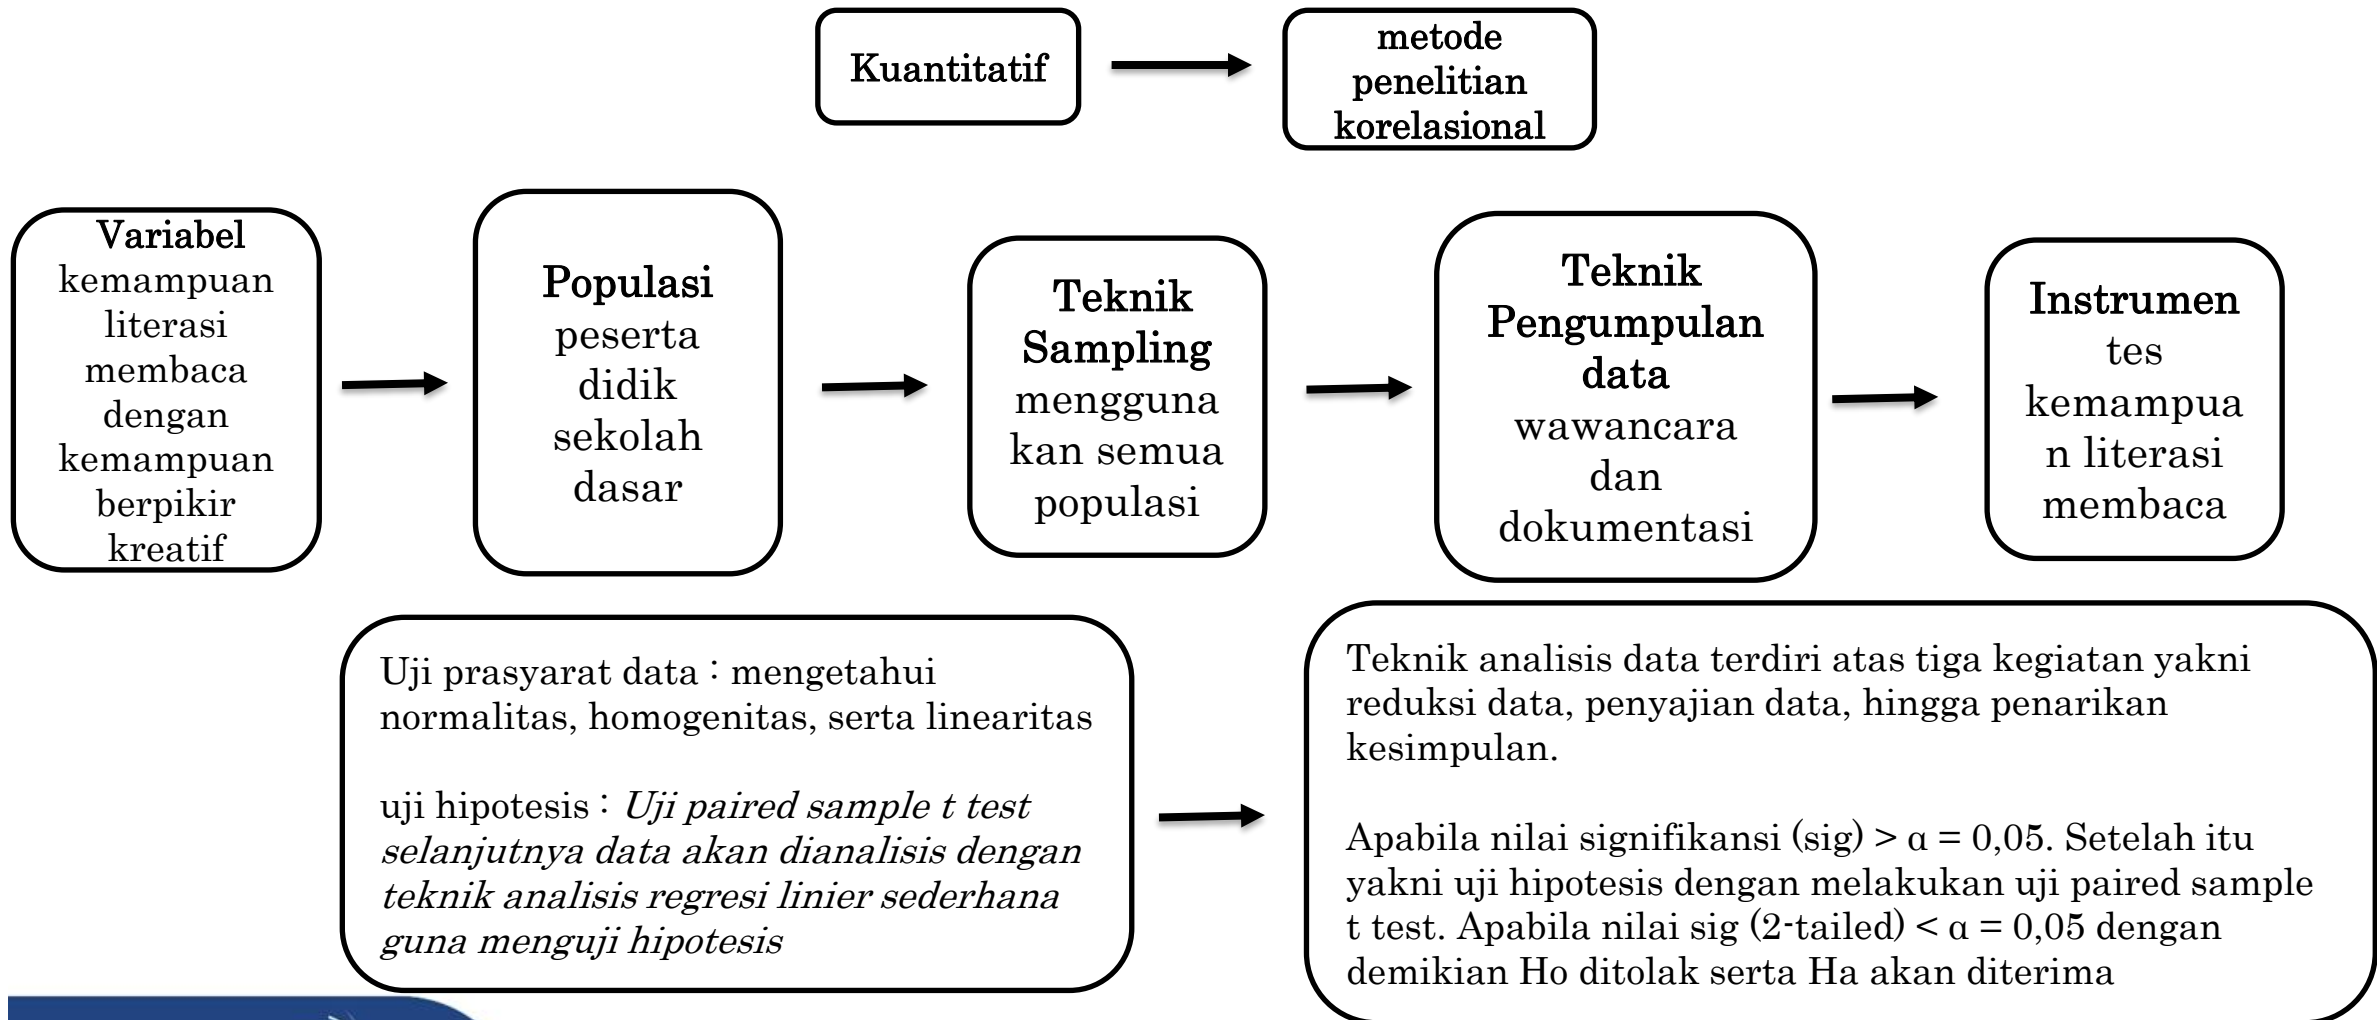 Kuantitatif
metode
penelitian
korelasional
Variabel
kemampuan
literasi
membaca
dengan
kemampuan
berpikir
kreatif
Populasi
peserta
didik
sekolah
dasar
Teknik
Sampling
mengguna
kan semua
populasi
Teknik
Pengumpulan
data
wawancara
dan
dokumentasi
Instrumen
tes
kemampua
n literasi
membaca
Uji prasyarat data : mengetahui
normalitas, homogenitas, serta linearitas
uji hipotesis : Uji paired sample t test
selanjutnya data akan dianalisis dengan
teknik analisis regresi linier sederhana
guna menguji hipotesis
Teknik analisis data terdiri atas tiga kegiatan yakni
reduksi data, penyajian data, hingga penarikan
kesimpulan.
Apabila nilai signifikansi (sig) > α = 0,05. Setelah itu
yakni uji hipotesis dengan melakukan uji paired sample
t test. Apabila nilai sig (2-tailed) < α = 0,05 dengan
demikian Ho ditolak serta Ha akan diterima